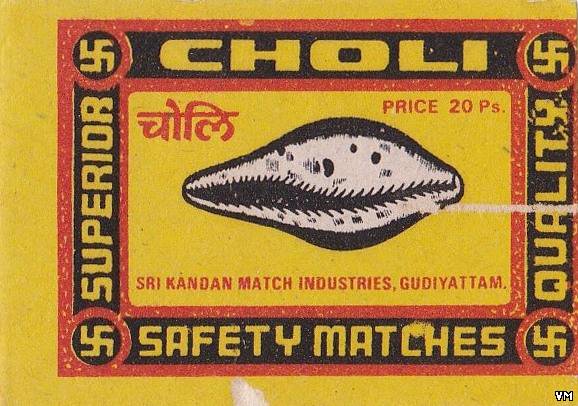 CHOLI
चोलि
PRICE 20 Ps.
SUPERIOR
QUALITY
SRI KANDAN MATCH INDUSTRIES, GUDIYATTAM.
SAFETY MATCHES
VM